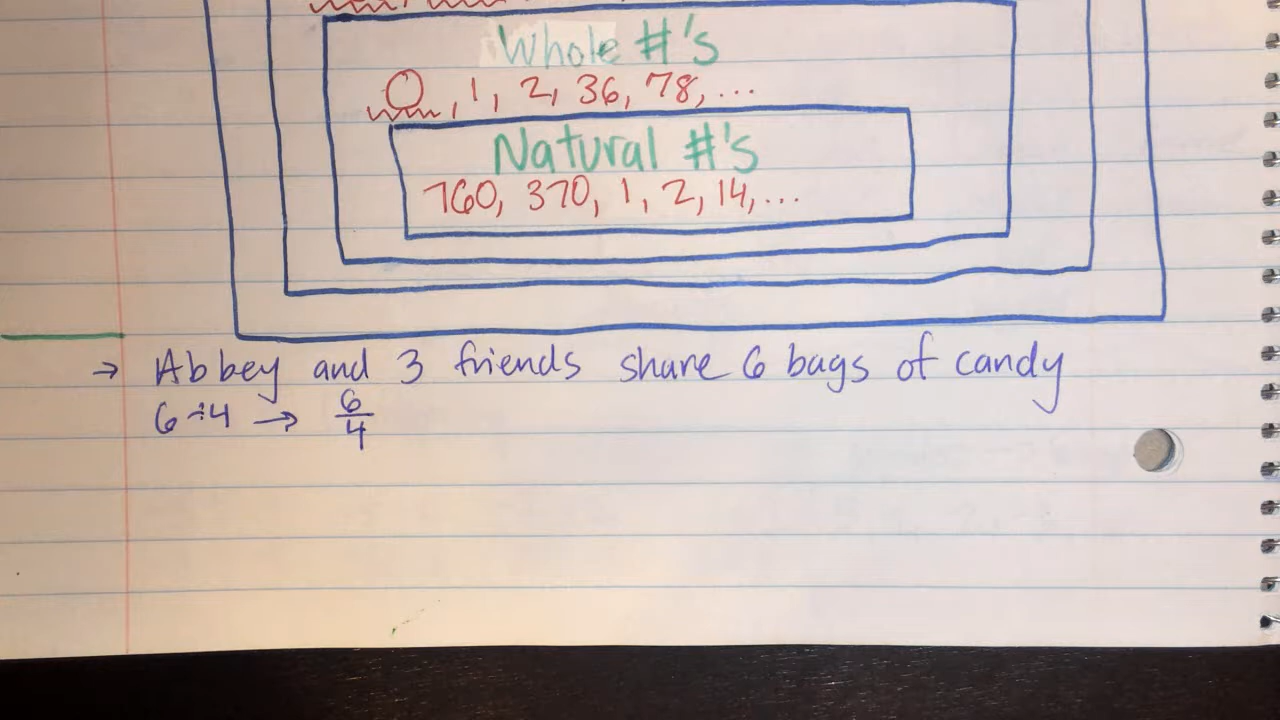 Whole #'s
0, 1, 2, 36, 78, ...
Natural #'s
760, 370, 1, 2, 14, ...
→ Abbey and 3 friends share 6 bags of candy
6÷4 → 6/4